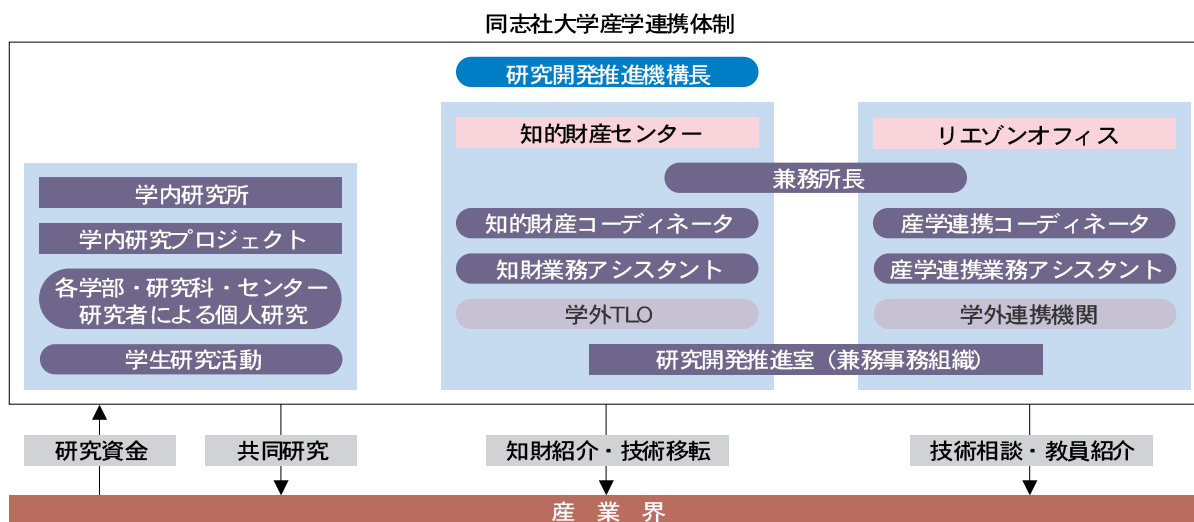 同志社大学産学連携体制
研究開発推進機構長
学内研究所
学内研究プロジェクト
各学部・研究科・センター
研究者による個人研究
学生研究活動
知的財産センター
リエゾンオフィス
兼務所長
知的財産コーディネータ
知財業務アシスタント
学外TLO
産学連携コーディネータ
産学連携業務アシスタント
学外連携機関
研究開発推進室（兼務事務組織）
研究資金
共同研究
知財紹介・技術移転
技術相談・教員紹介
産 業 界